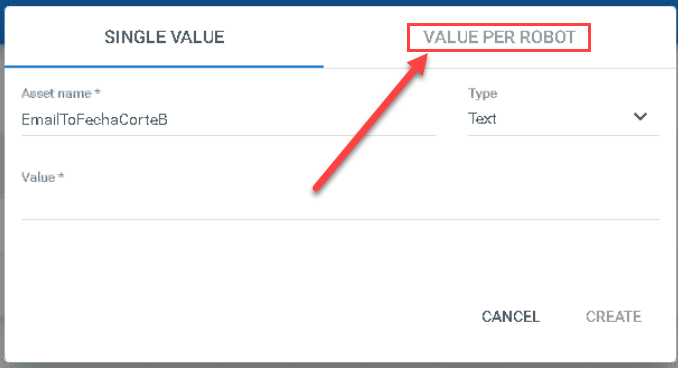 SINGLE VALUE
VALUE PER ROBOT
Asset name *
Type
EmailToFechaCorteB
Text
Value *
CANCEL
CREATE